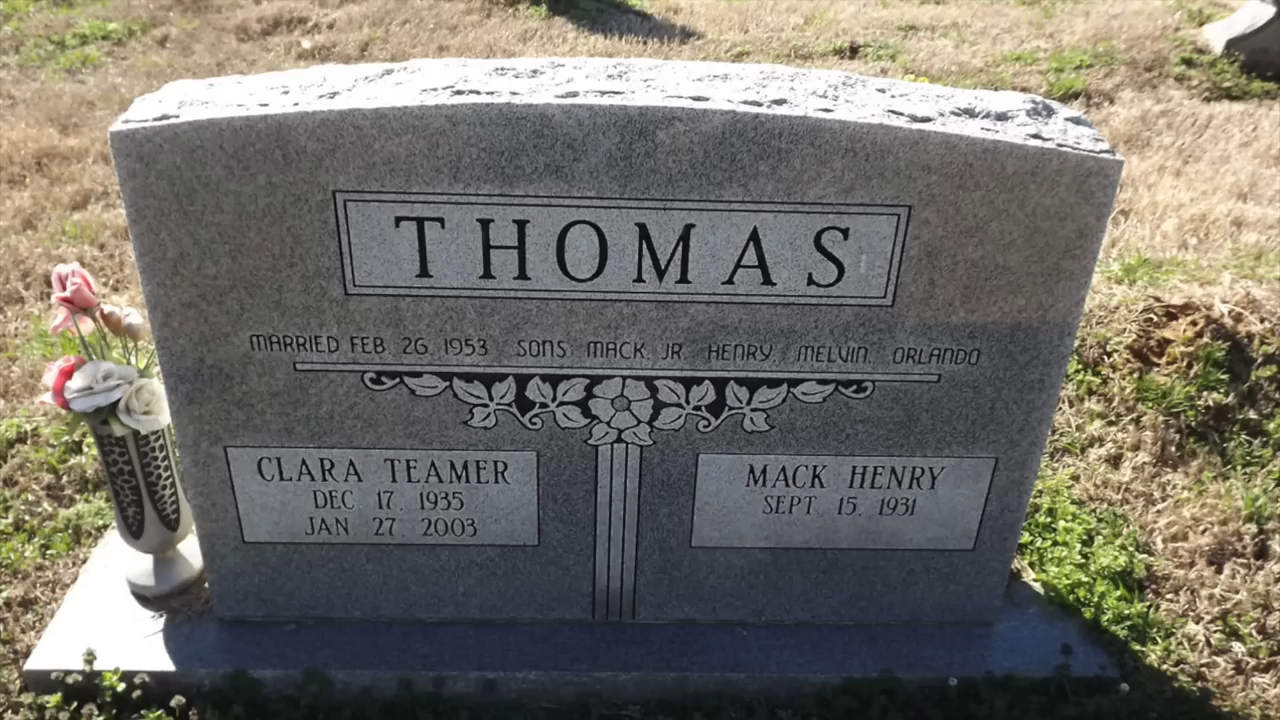 THOMAS
MARRIED FEB. 26, 1953 SONS MACK, JR. HENRY, MELVIN, ORLANDO
CLARA TEAMER
DEC 17, 1935
JAN 27 2003
MACK HENRY
SEPT 15, 1931